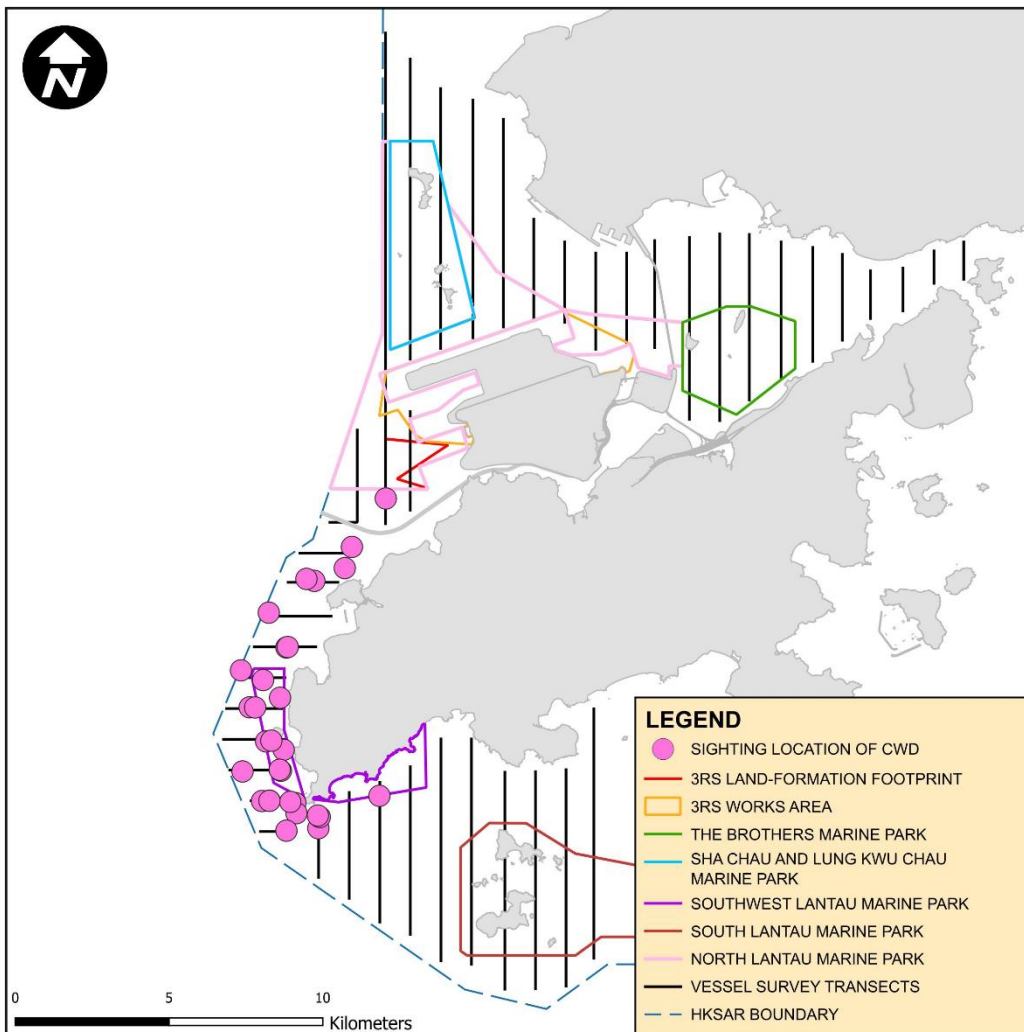 N
LEGEND
SIGHTING LOCATION OF CWD
3RS LAND-FORMATION FOOTPRINT
3RS WORKS AREA
THE BROTHERS MARINE PARK
SHA CHAU AND LUNG KWU CHAU
MARINE PARK
SOUTHWEST LANTAU MARINE PARK
SOUTH LANTAU MARINE PARK
NORTH LANTAU MARINE PARK
VESSEL SURVEY TRANSECTS
HKSAR BOUNDARY
0 5 10
Kilometers